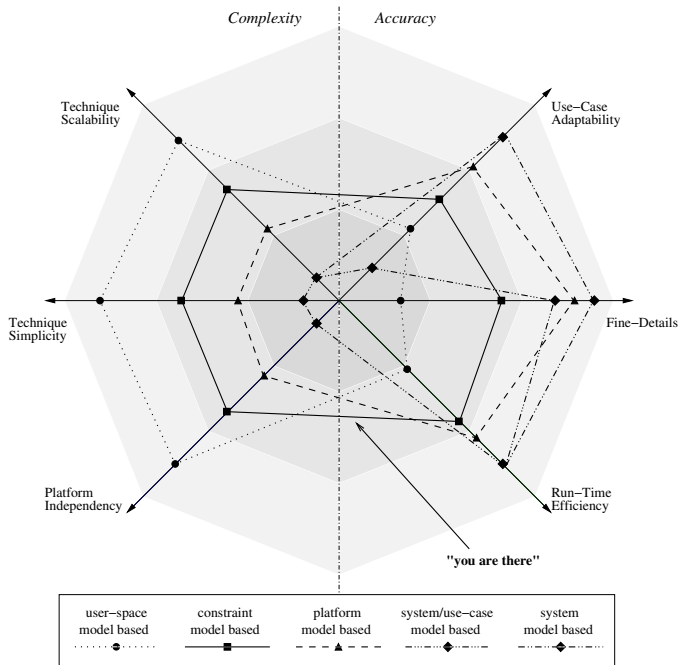 Complexity Accuracy
Technique
Scalability
Use−Case
Adaptability
Technique
Simplicity
Fine−Details
Platform
Independency
Run−Time
Efficiency
"you are there"
user−space constraint platform system/use−case system
model based model based model based model based model based